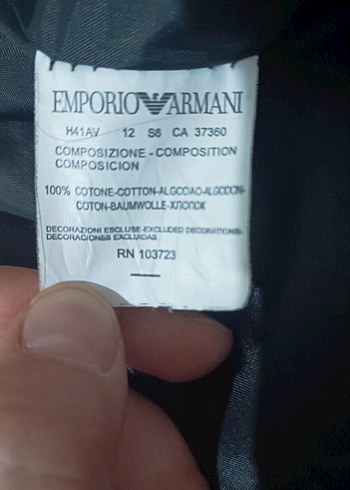 EMPORIO ARMANI
H41AV 12 S6 CA 37360
COMPOSIZIONE - COMPOSITION
COMPOSICION
100% COTONE-COTTON-ALGODAO-ALGODON-
COTON-BAUMWOLLE-ХЛОПОК
DECORAZIONI ESCLUSE-EXCLUDED DECORATIONS-
DECORACIONES EXCLUIDAS
RN 103723